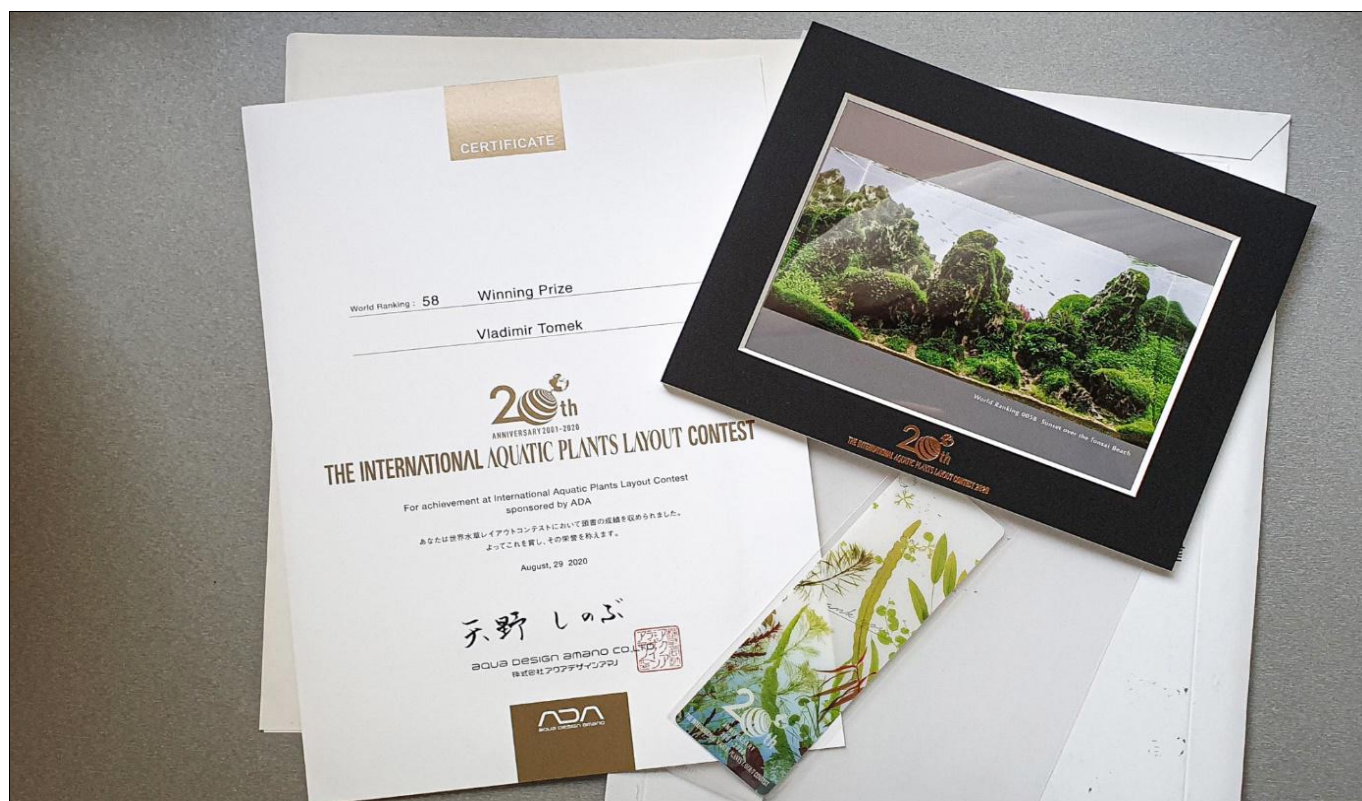 CERTIFICATE
World Ranking : 58 Winning Prize
Vladimir Tomek
20th
ANNIVERSARY 2001-2020
THE INTERNATIONAL AQUATIC PLANTS LAYOUT CONTEST
For achievement at International Aquatic Plants Layout Contest
sponsored by ADA
あなたは世界水草レイアウトコンテストにおいて頭書の成績を収められました。
よってこれを賞し、その栄誉を称えます。
August, 29 2020
天野 しのぶ
aqua DESIGN amano CO.,LTD.
株式会社アクアデザインアマノ
ADA
aqua DESIGN amano
World Ranking 0058 Sunset over the Tonsai Beach
20th
THE INTERNATIONAL AQUATIC PLANTS LAYOUT CONTEST 2020
20th